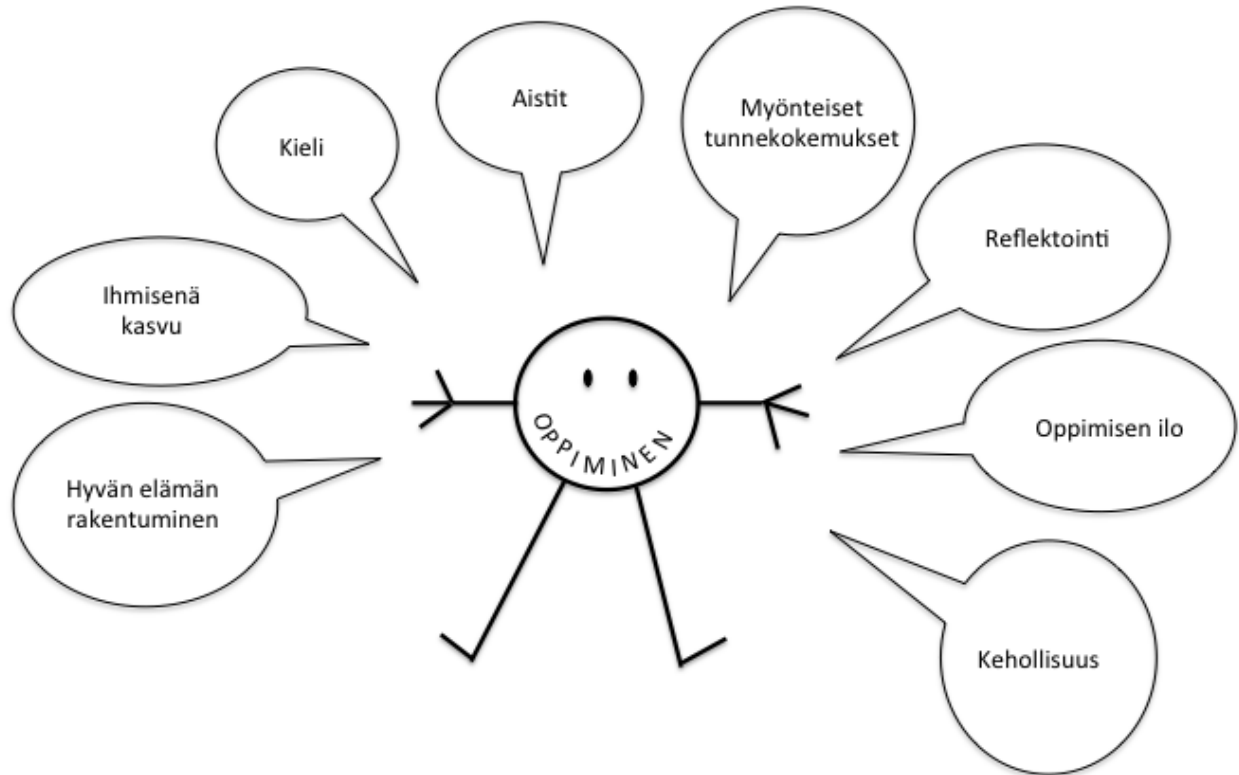 Aistit
Myönteiset
tunnekokemukset
Kieli
Reflektointi
Ihmisenä
kasvu
Oppimisen ilo
OPPIMINEN
Hyvän elämän
rakentuminen
Kehollisuus